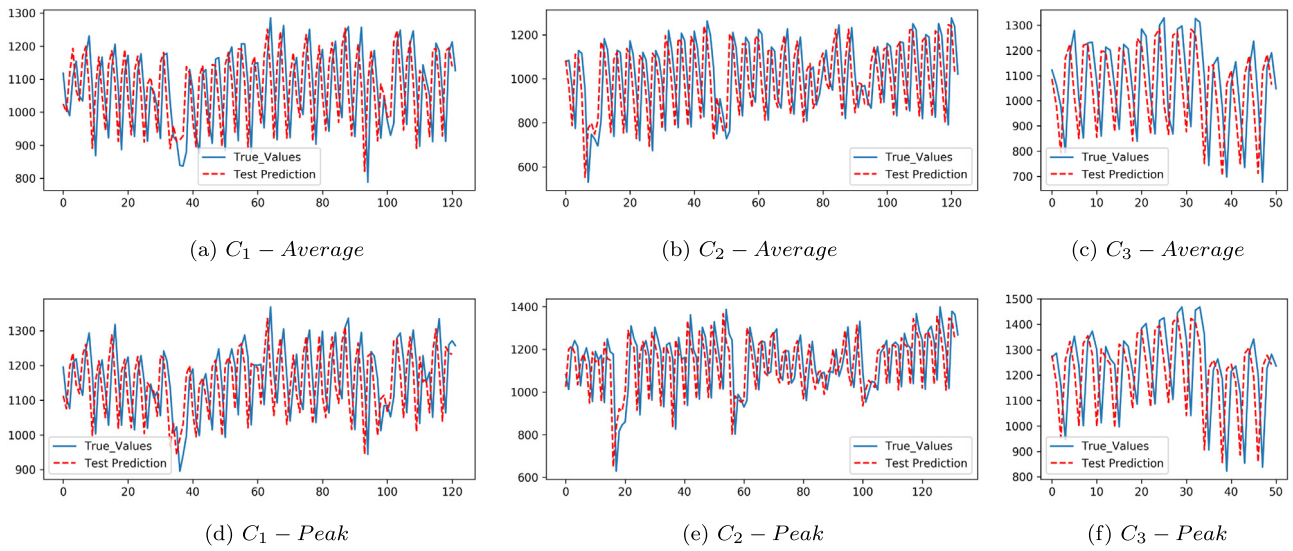 1300
1200
1100
1000
900
800
0 20 40 60 80 100 120
True_Values
Test Prediction
(a) C₁ − Average
1200
1000
800
600
0 20 40 60 80 100 120
True_Values
Test Prediction
(b) C₂ − Average
1300
1200
1100
1000
900
800
700
0 10 20 30 40 50
True_Values
Test Prediction
(c) C₃ − Average
1300
1200
1100
1000
900
0 20 40 60 80 100 120
True_Values
Test Prediction
(d) C₁ − Peak
1400
1200
1000
800
600
0 20 40 60 80 100 120
True_Values
Test Prediction
(e) C₂ − Peak
1500
1400
1300
1200
1100
1000
900
800
0 10 20 30 40 50
True_Values
Test Prediction
(f) C₃ − Peak